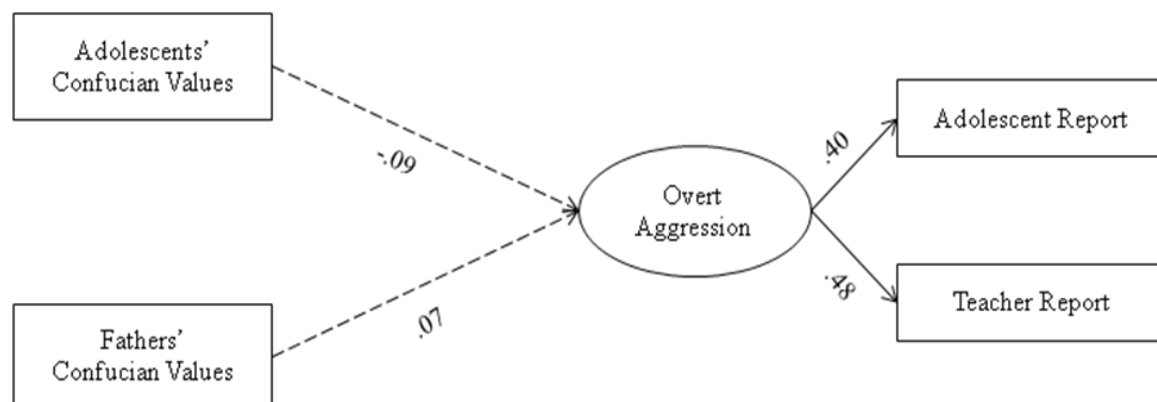 Adolescents'
Confucian Values
-.09
Fathers'
Confucian Values
.07
Overt
Aggression
.40
Adolescent Report
.48
Teacher Report